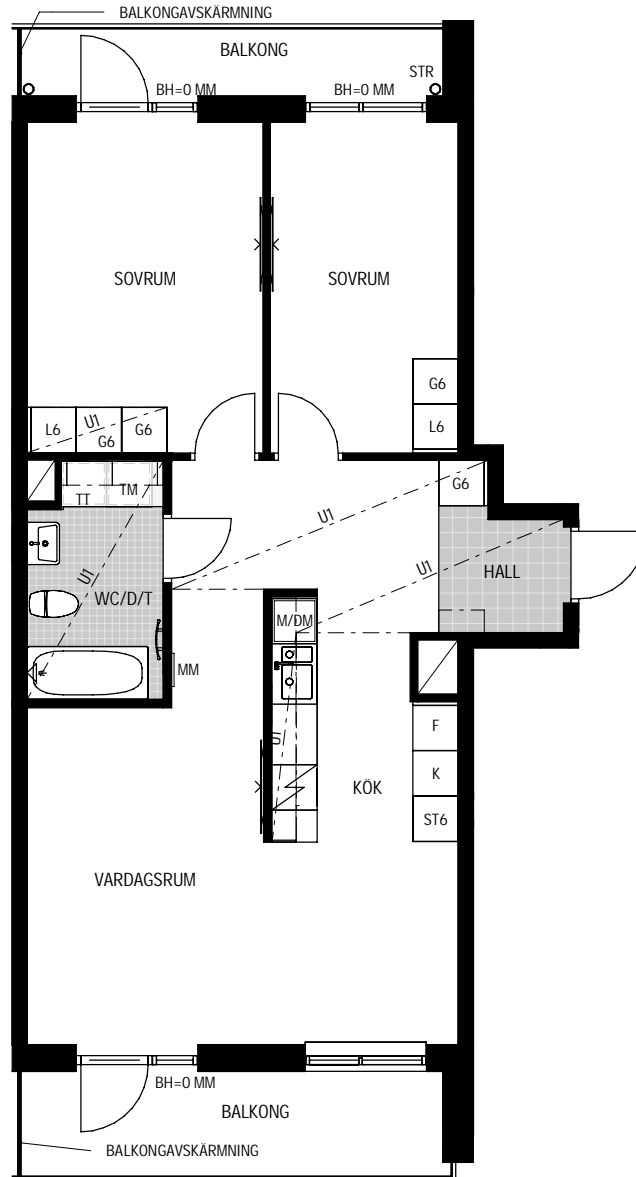 BALKONGAVSKÄRMNING
BALKONG
STR
BH=0 MM
BH=0 MM
SOVRUM
SOVRUM
G6
L6
L6
U1
G6
G6
TT
TM
G6
U1
U1
U1
HALL
WC/D/T
M/DM
MM
U1
F
K
KÖK
ST6
VARDAGSRUM
BH=0 MM
BALKONG
BALKONGAVSKÄRMNING